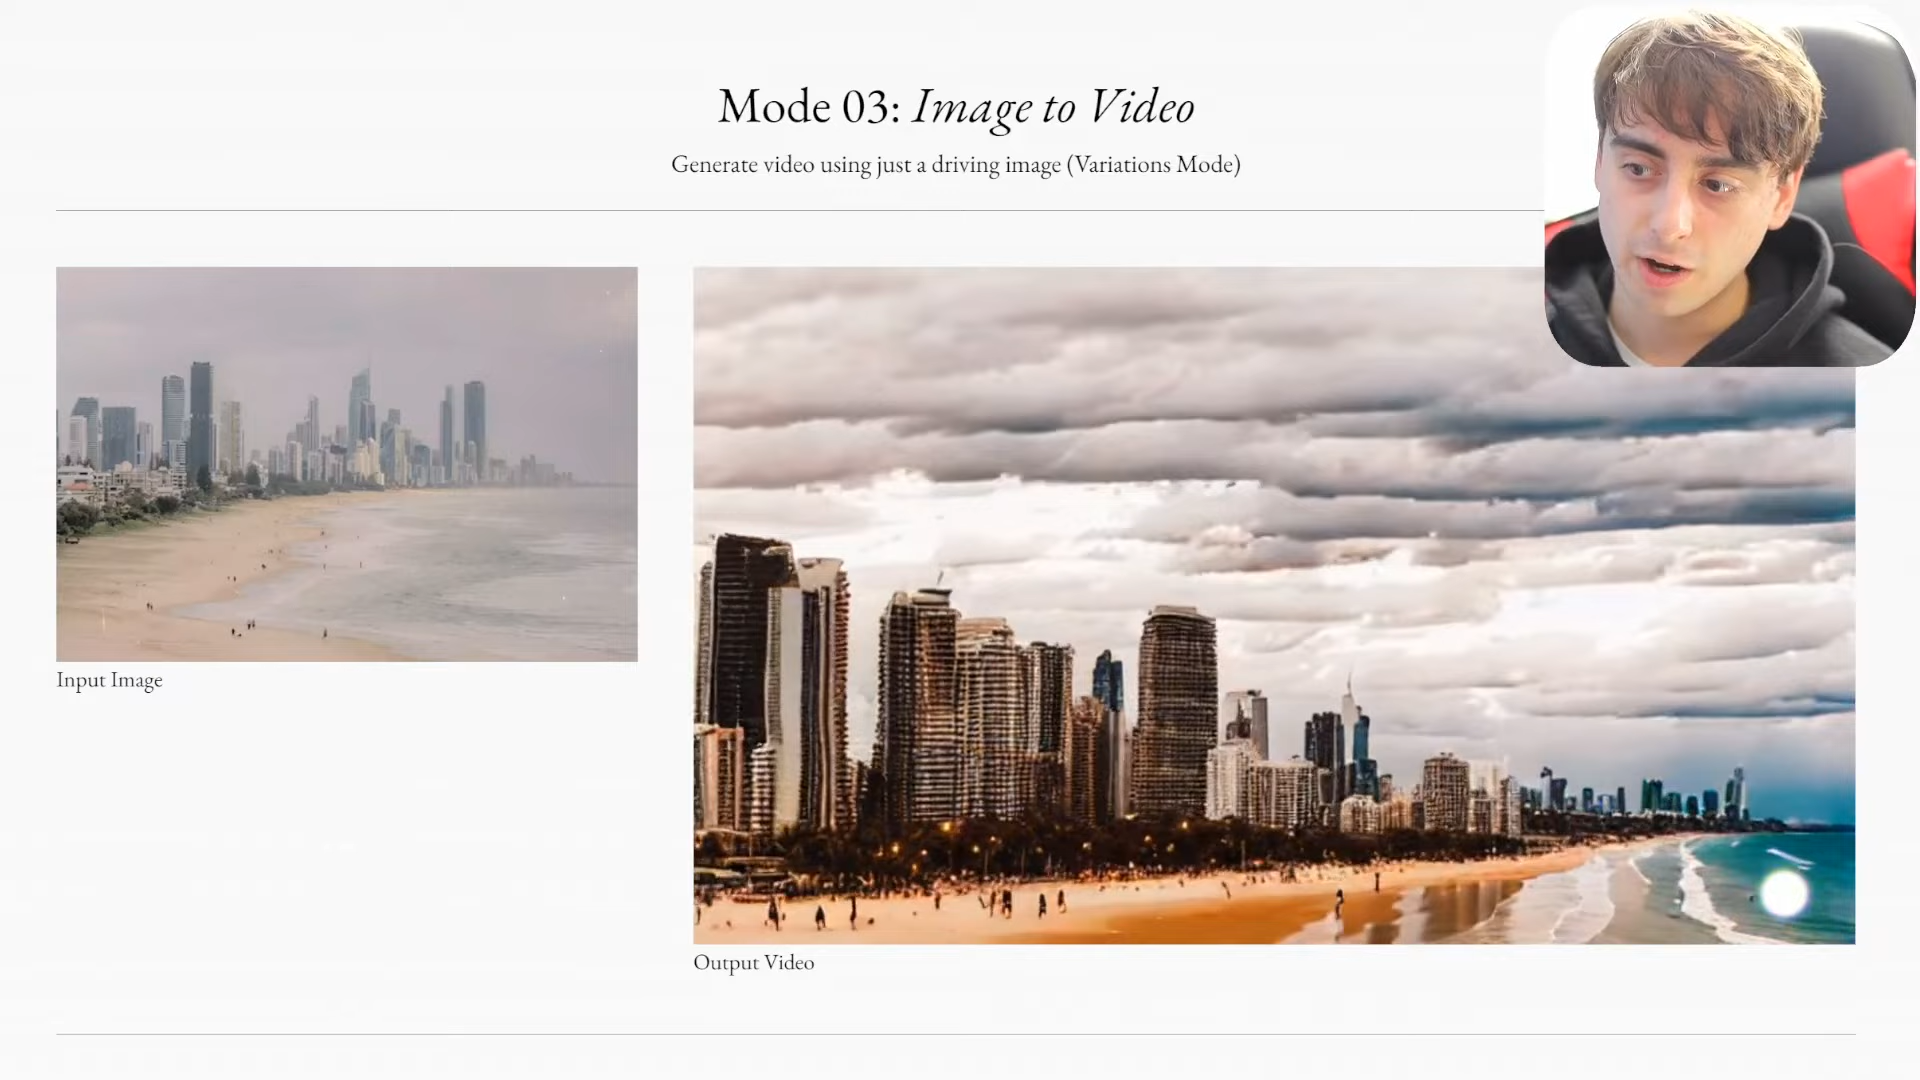 Mode 03: Image to Video
Generate video using just a driving image (Variations Mode)
Input Image
Output Video